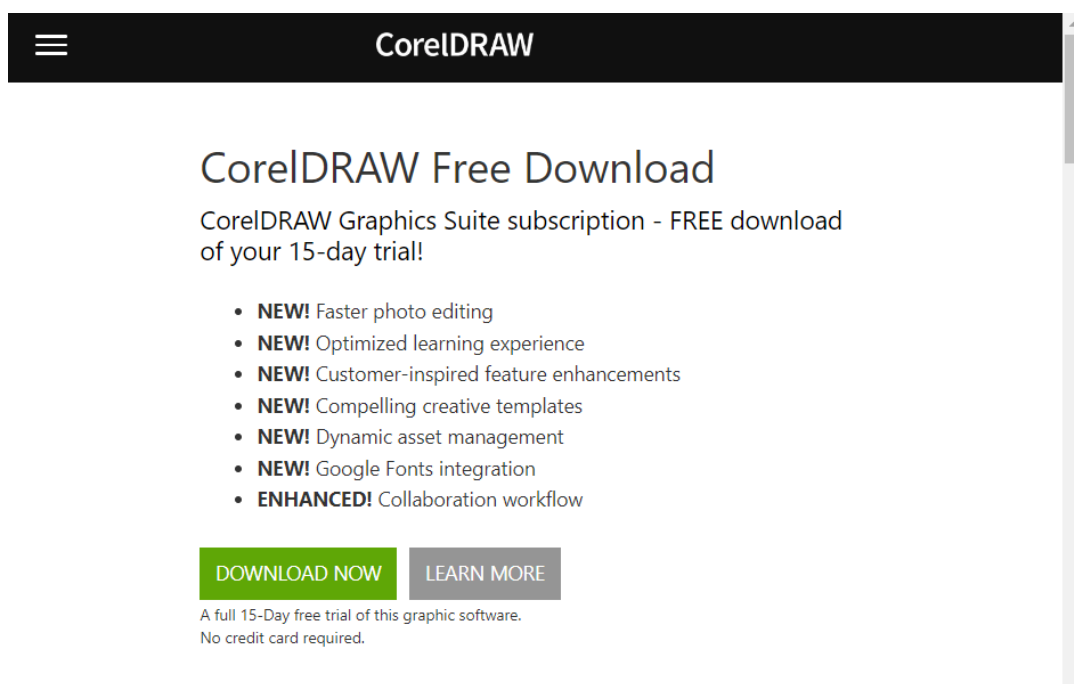 CorelDRAW
CorelDRAW Free Download
CorelDRAW Graphics Suite subscription - FREE download
of your 15-day trial!
• NEW! Faster photo editing
• NEW! Optimized learning experience
• NEW! Customer-inspired feature enhancements
• NEW! Compelling creative templates
• NEW! Dynamic asset management
• NEW! Google Fonts integration
• ENHANCED! Collaboration workflow
DOWNLOAD NOW LEARN MORE
A full 15-Day free trial of this graphic software.
No credit card required.